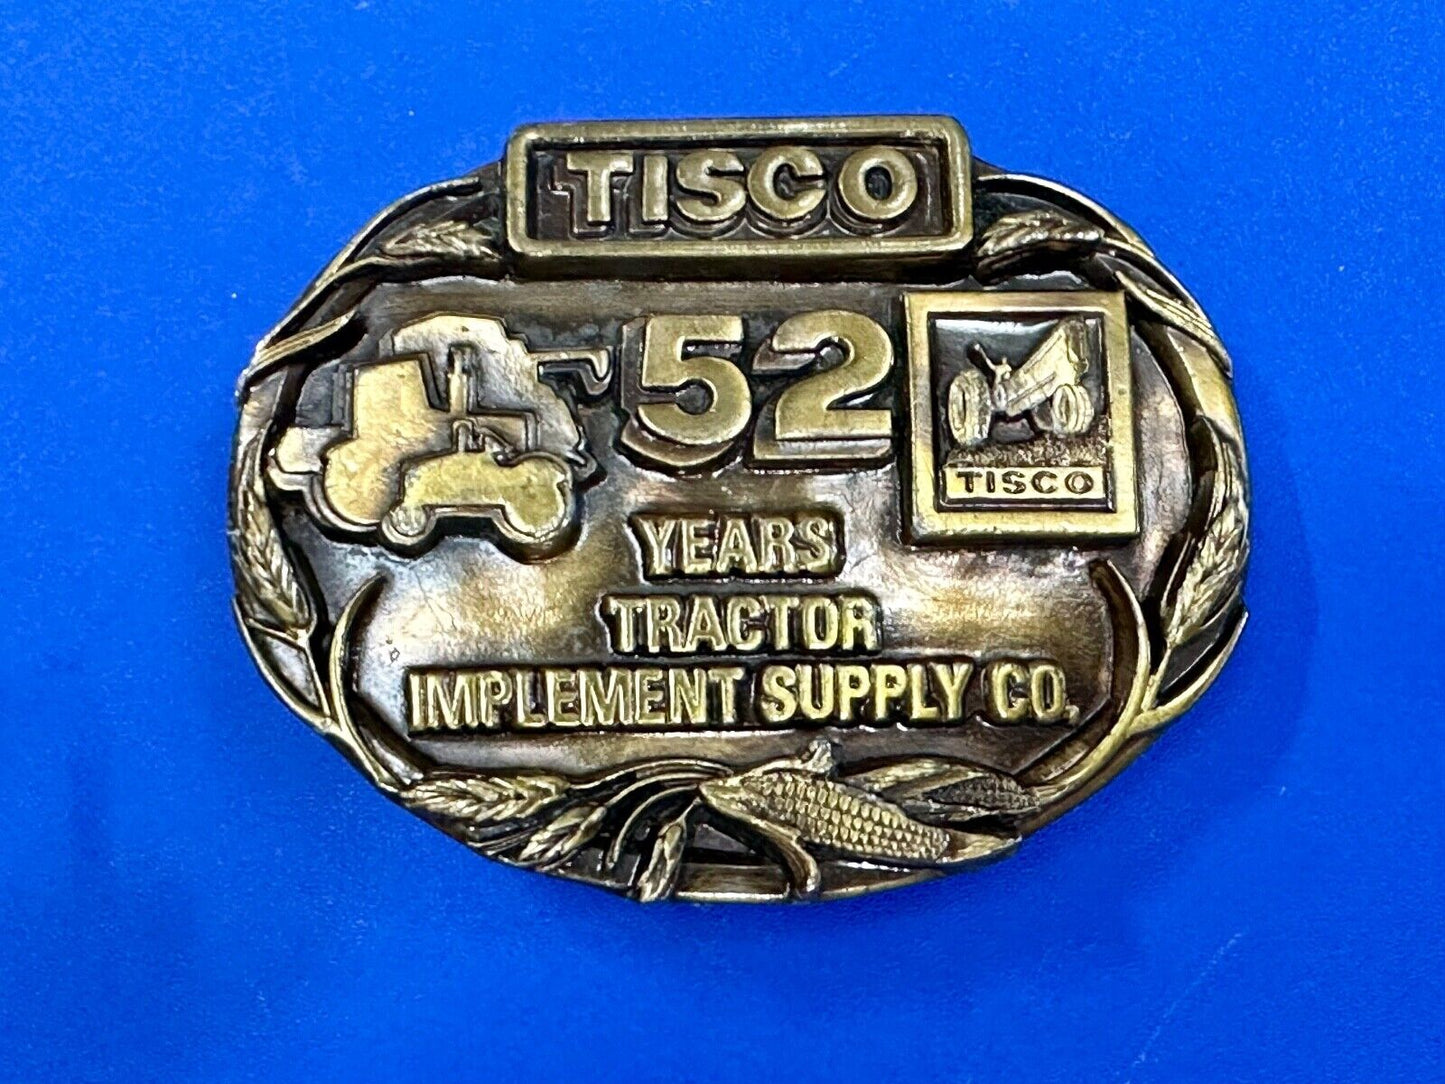 TISCO
52
TISCO
YEARS
TRACTOR
IMPLEMENT SUPPLY CO.